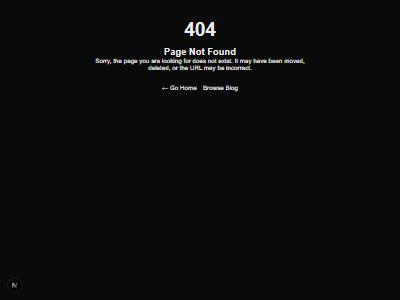 404
Page Not Found
Sorry, the page you are looking for does not exist. It may have been moved,
deleted, or the URL may be incorrect.
← Go Home Browse Blog
N